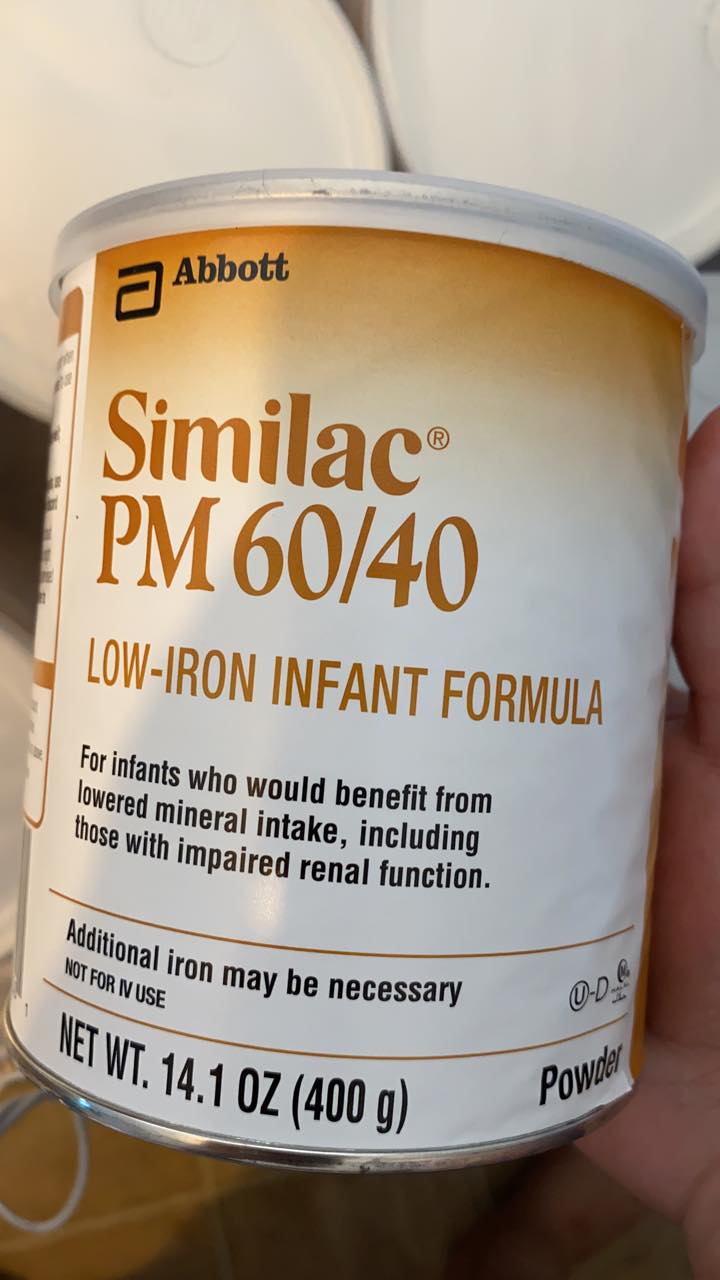 Abbott
Similac®
PM 60/40
LOW-IRON INFANT FORMULA
For infants who would benefit from
lowered mineral intake, including
those with impaired renal function.
Additional iron may be necessary
NOT FOR IV USE
U-D
NET WT. 14.1 OZ (400 g)
Powder